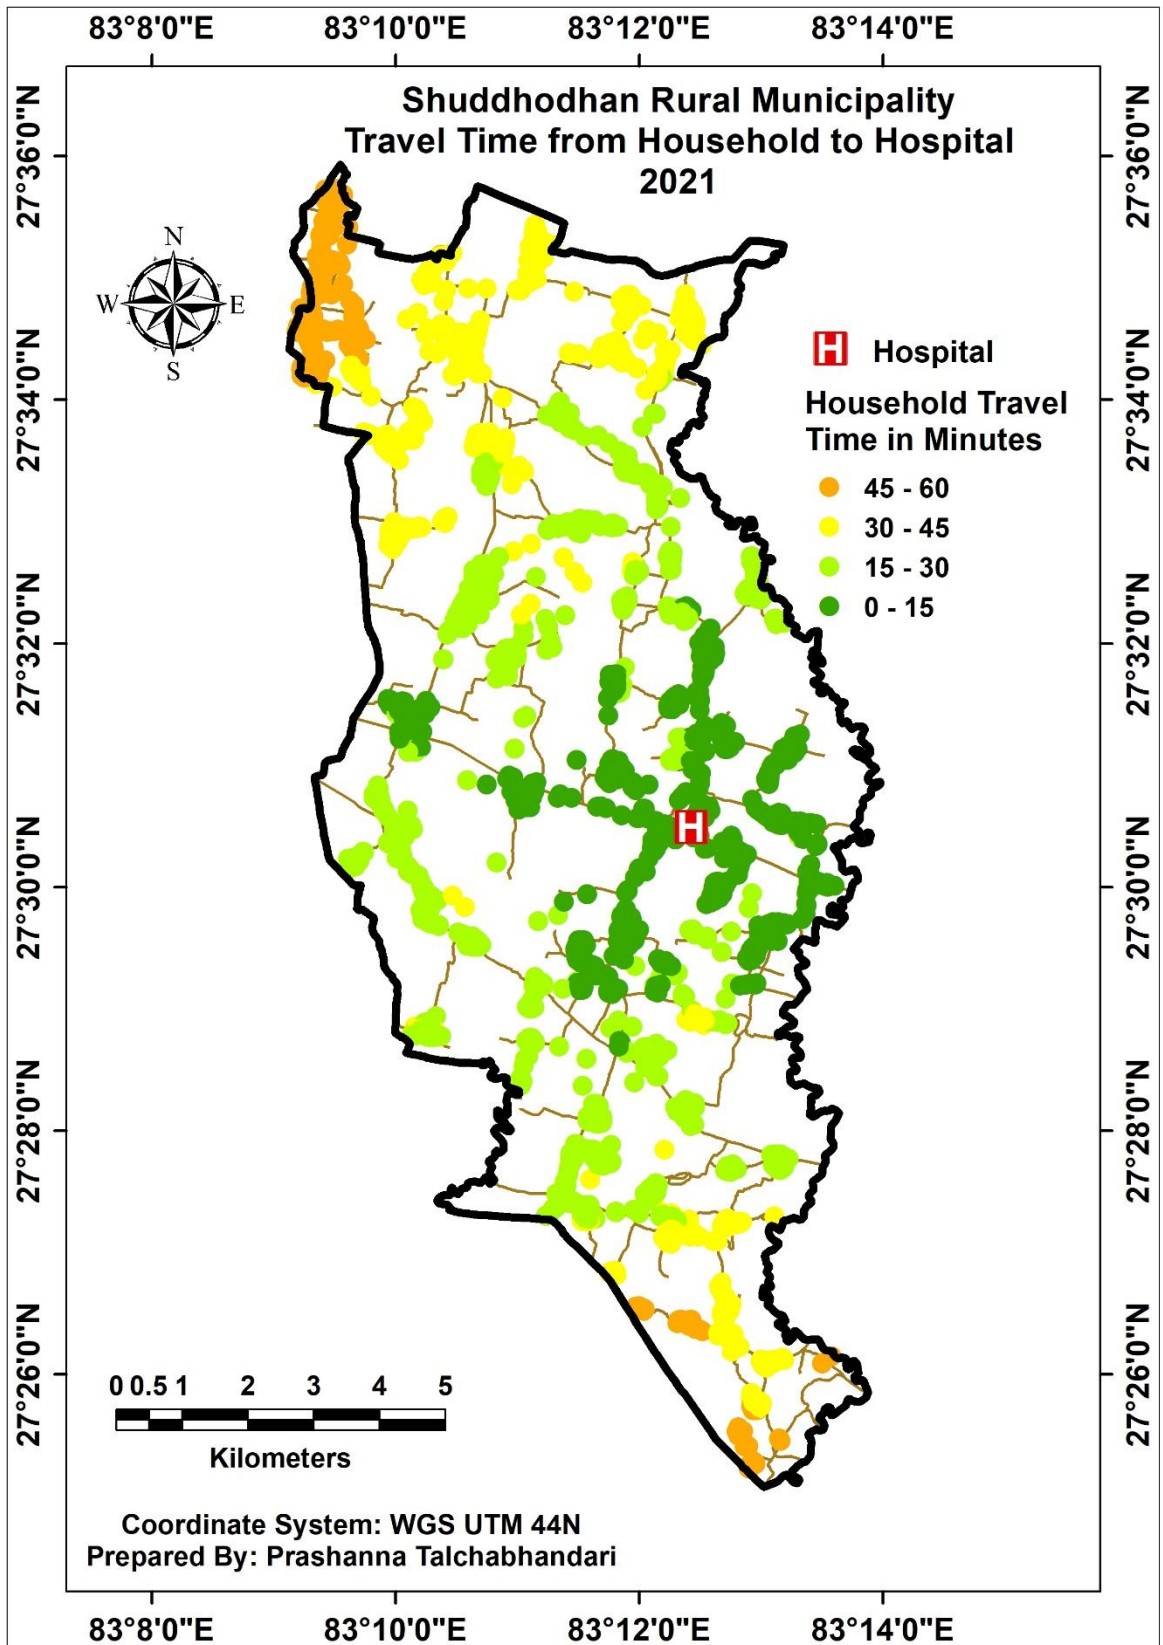 83°8'0"E 83°10'0"E 83°12'0"E 83°14'0"E
Shuddhodhan Rural Municipality
Travel Time from Household to Hospital
2021
N
W E
S
H Hospital
Household Travel
Time in Minutes
45 - 60
30 - 45
15 - 30
0 - 15
H
27°36'0"N
27°34'0"N
27°32'0"N
27°30'0"N
27°28'0"N
27°26'0"N
27°36'0"N
27°34'0"N
27°32'0"N
27°30'0"N
27°28'0"N
27°26'0"N
0 0.5 1 2 3 4 5
Kilometers
Coordinate System: WGS UTM 44N
Prepared By: Prashanna Talchabhandari
83°8'0"E 83°10'0"E 83°12'0"E 83°14'0"E